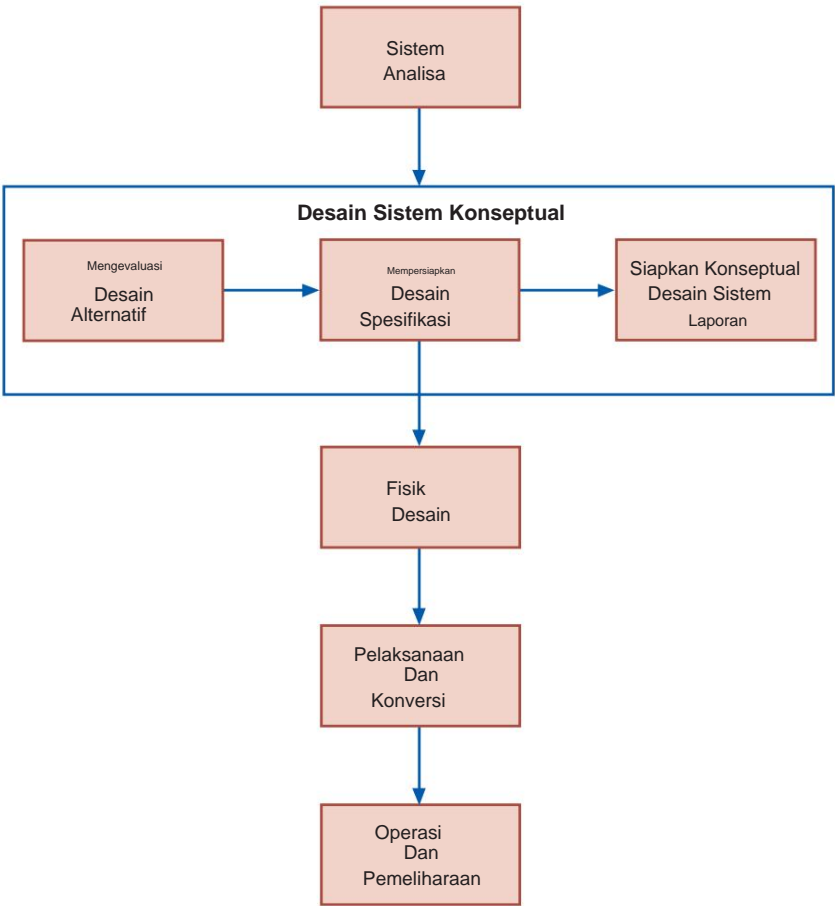 Sistem
Analisa
Desain Sistem Konseptual
Mengevaluasi
Desain
Alternatif
Mempersiapkan
Desain
Spesifikasi
Siapkan Konseptual
Desain Sistem
Laporan
Fisik
Desain
Pelaksanaan
Dan
Konversi
Operasi
Dan
Pemeliharaan